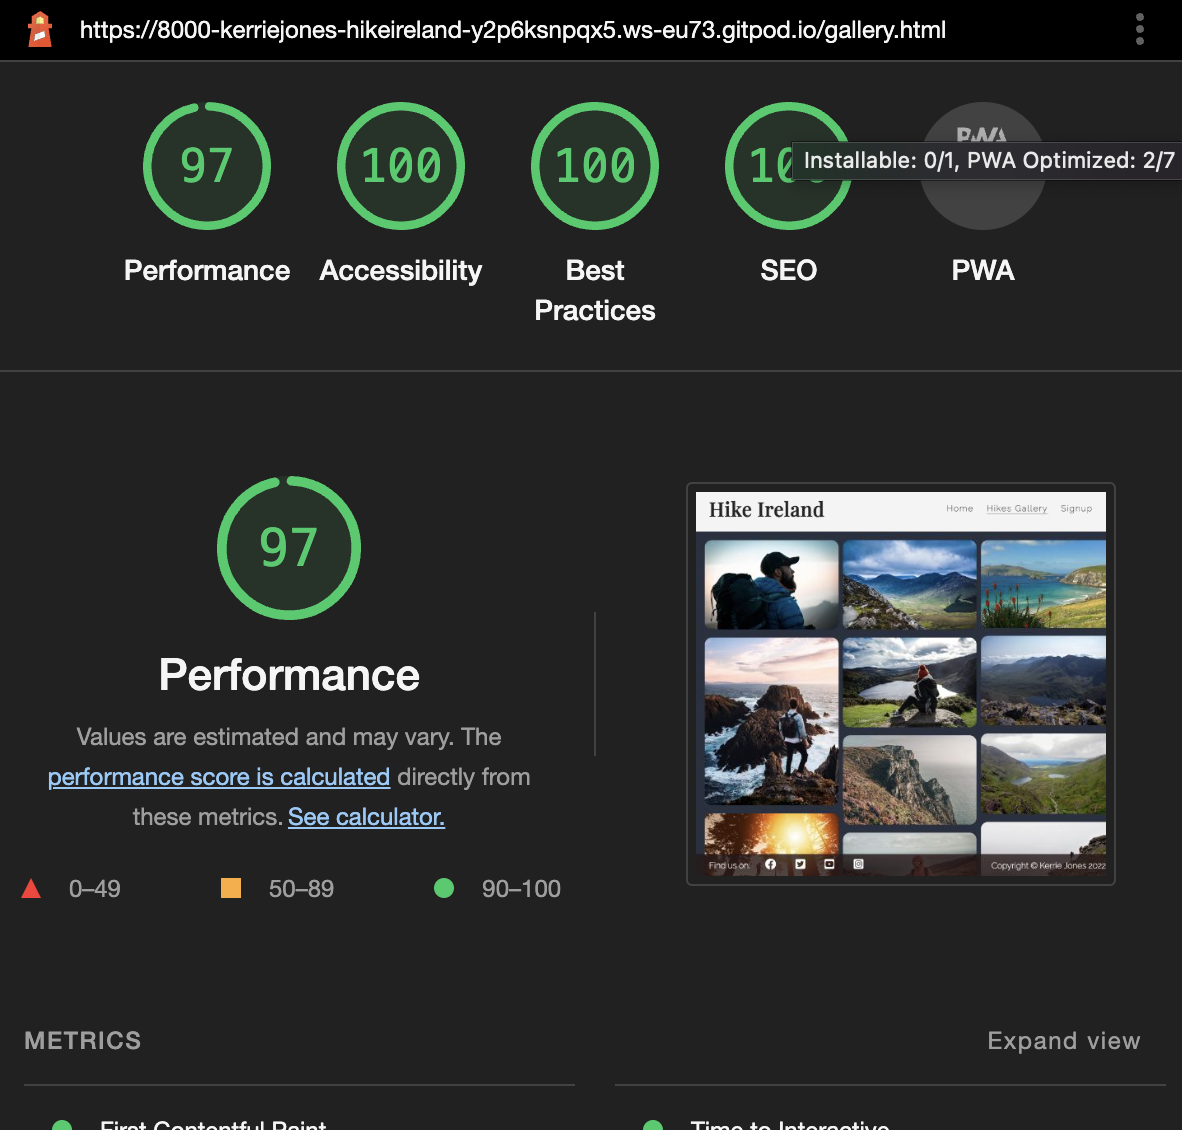 https://8000-kerriejones-hikeireland-y2p6ksnpqx5.ws-eu73.gitpod.io/gallery.html
97
100
100
Installable: 0/1, PWA Optimized: 2/7
Performance
Accessibility
Best
Practices
SEO
PWA
97
Performance
Values are estimated and may vary. The
performance score is calculated directly from
these metrics. See calculator.
0–49
50–89
90–100
Hike Ireland
Home
Hikes Gallery
Signup
Find us on:
Copyright © Kerrie Jones 2022
METRICS
Expand view
First Contentful Paint
Time to Interactive